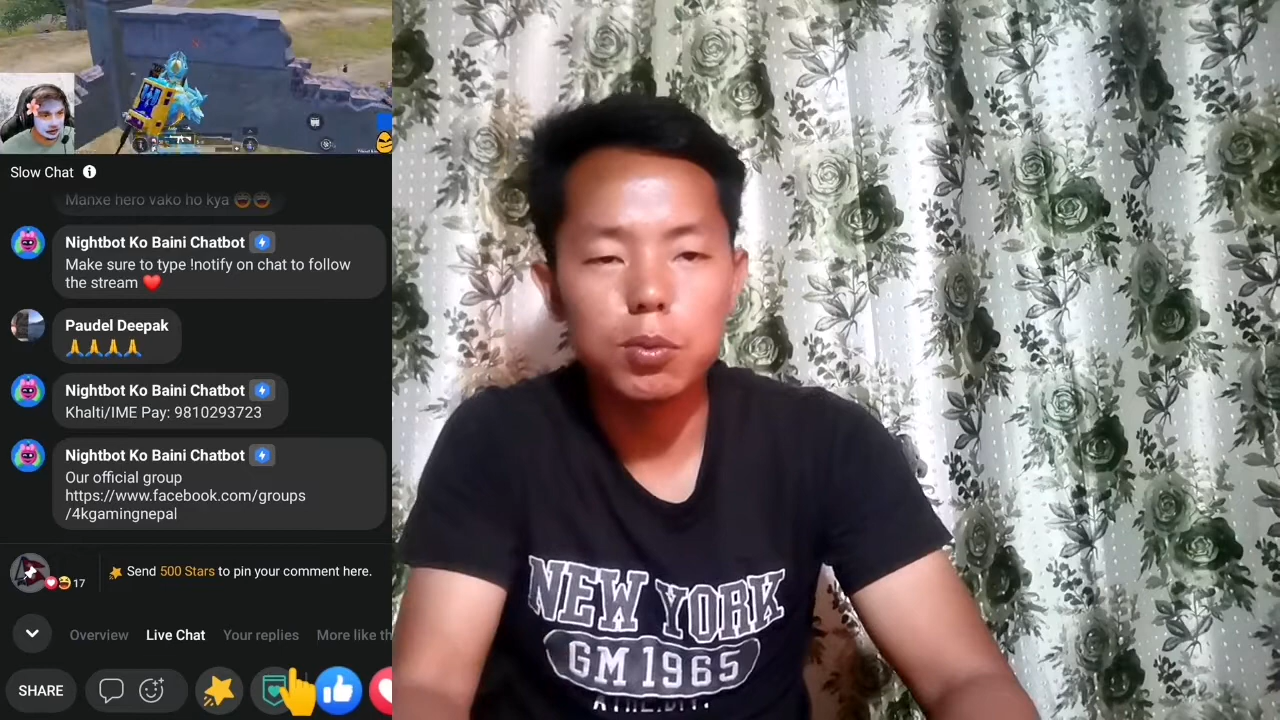 Slow Chat
Manxe hero vako ho kya 😄😄
Nightbot Ko Baini Chatbot
Make sure to type !notify on chat to follow
the stream ❤️
Paudel Deepak
🙏🙏🙏🙏
Nightbot Ko Baini Chatbot
Khalti/IME Pay: 9810293723
Nightbot Ko Baini Chatbot
Our official group
https://www.facebook.com/groups
/4kgamingnepal
17
Send 500 Stars to pin your comment here.
Overview Live Chat Your replies More like th
SHARE
NEW YORK
GM 1965